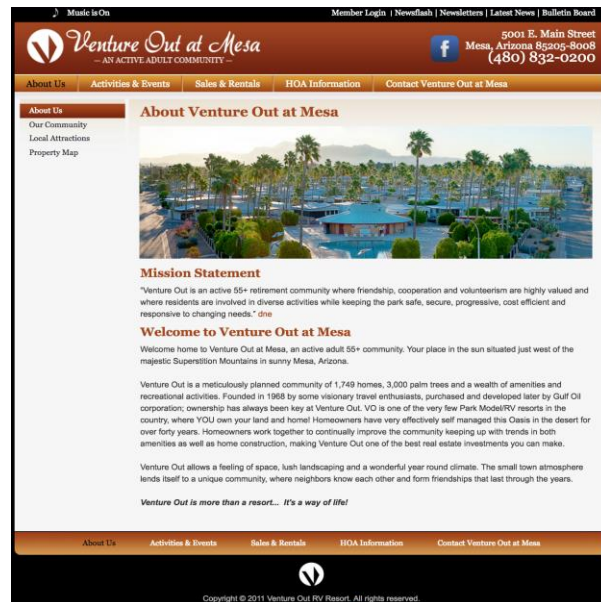 Music is On
Member Login | Newsflash | Newsletters | Latest News | Bulletin Board
Venture Out at Mesa
– AN ACTIVE ADULT COMMUNITY –
5001 E. Main Street
Mesa, Arizona 85205-8008
(480) 832-0200
About Us Activities & Events Sales & Rentals HOA Information Contact Venture Out at Mesa
About Us
Our Community
Local Attractions
Property Map
About Venture Out at Mesa
Mission Statement
"Venture Out is an active 55+ retirement community where friendship, cooperation and volunteerism are highly valued and
where residents are involved in diverse activities while keeping the park safe, secure, progressive, cost efficient and
responsive to changing needs." dne
Welcome to Venture Out at Mesa
Welcome home to Venture Out at Mesa, an active adult 55+ community. Your place in the sun situated just west of the
majestic Superstition Mountains in sunny Mesa, Arizona.
Venture Out is a meticulously planned community of 1,749 homes, 3,000 palm trees and a wealth of amenities and
recreational activities. Founded in 1968 by some visionary travel enthusiasts, purchased and developed later by Gulf Oil
corporation; ownership has always been key at Venture Out. VO is one of the very few Park Model/RV resorts in the
country, where YOU own your land and home! Homeowners have very effectively self managed this Oasis in the desert for
over forty years. Homeowners work together to continually improve the community keeping up with trends in both
amenities as well as home construction, making Venture Out one of the best real estate investments you can make.
Venture Out allows a feeling of space, lush landscaping and a wonderful year round climate. The small town atmosphere
lends itself to a unique community, where neighbors know each other and form friendships that last through the years.
Venture Out is more than a resort... It's a way of life!
About Us Activities & Events Sales & Rentals HOA Information Contact Venture Out at Mesa
Copyright © 2011 Venture Out RV Resort. All rights reserved.